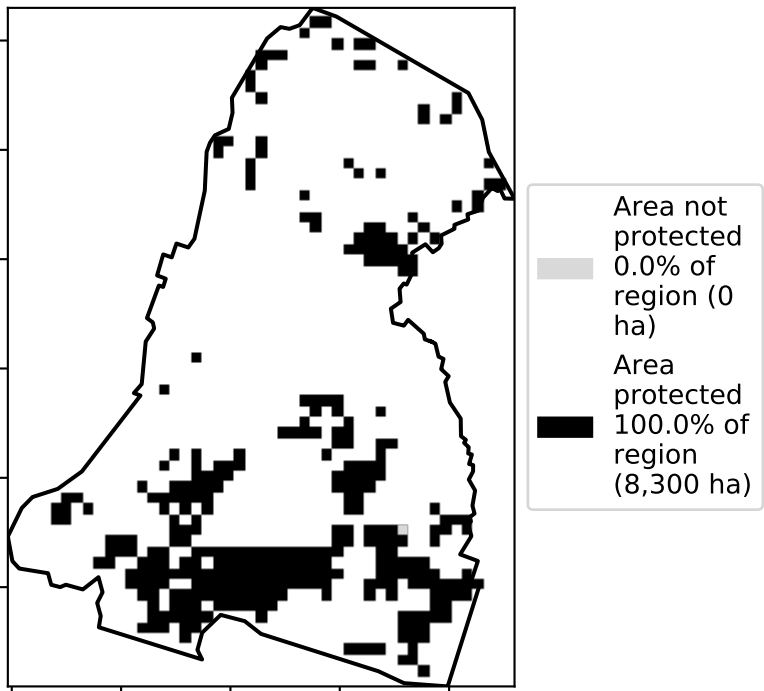 Area not
protected
0.0% of
region (0
ha)
Area
protected
100.0% of
region
(8,300 ha)